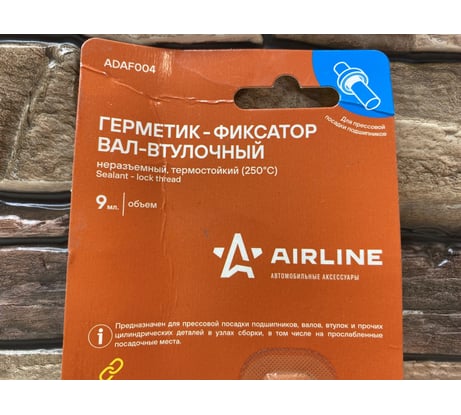 ADAF004
Для прессовой
посадки подшипников
ГЕРМЕТИК-ФИКСАТОР
ВАЛ-ВТУЛОЧНЫЙ
неразъемный, термостойкий (250°C)
Sealant - lock thread
9 мл. объем
AIRLINE
АВТОМОБИЛЬНЫЕ АКСЕССУАРЫ
Предназначен для прессовой посадки подшипников, валов, втулок и прочих
цилиндрических деталей в узлах сборки, в том числе на прослабленные
посадочные места.